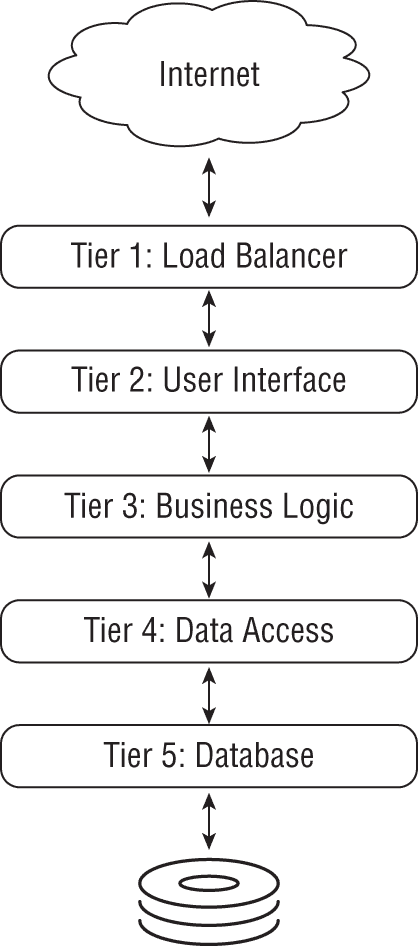 Internet
Tier 1: Load Balancer
Tier 2: User Interface
Tier 3: Business Logic
Tier 4: Data Access
Tier 5: Database